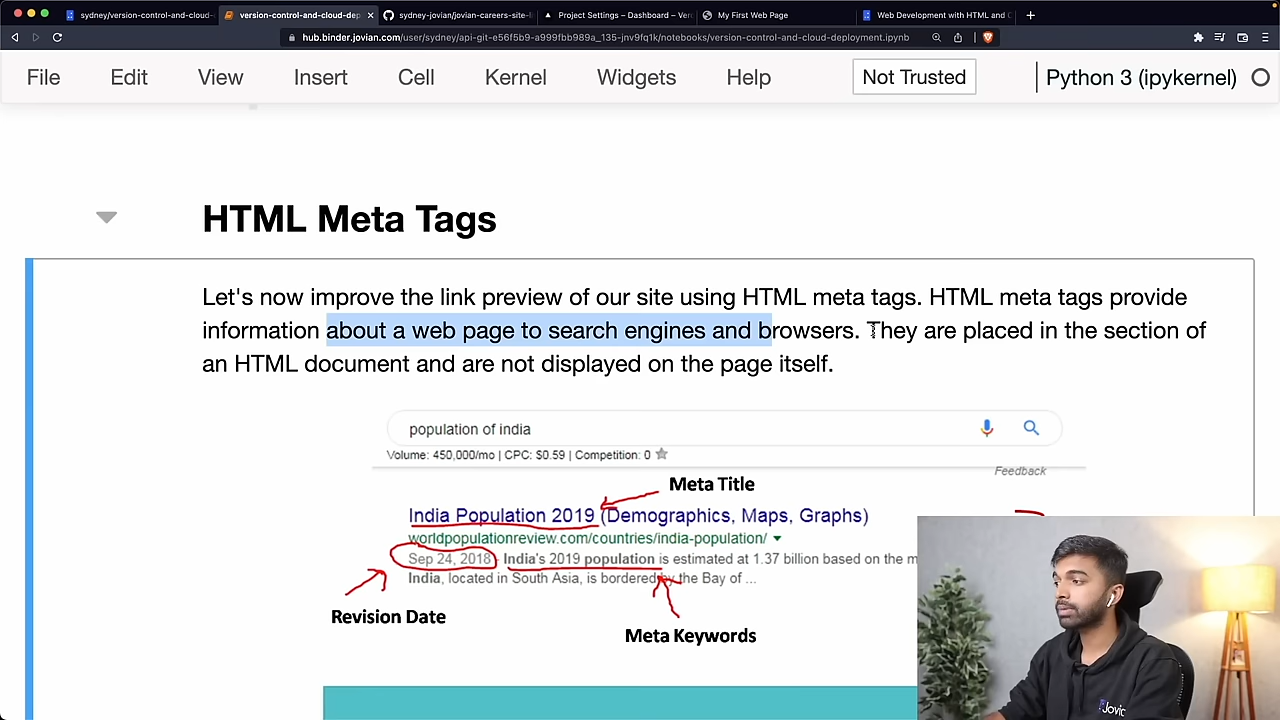 sydney/version-control-and-cloud-
version-control-and-cloud-dep
sydney-jovian/jovian-careers-site-
Project Settings – Dashboard – Ver
My First Web Page
Web Development with HTML and C
hub.binder.jovian.com/user/sydney/api-git-e56f5b9-a999fbb989a_135-jnv9fq1k/notebooks/version-control-and-cloud-deployment.ipynb
File Edit View Insert Cell Kernel Widgets Help Not Trusted Python 3 (ipykernel)
HTML Meta Tags
Let's now improve the link preview of our site using HTML meta tags. HTML meta tags provide
information about a web page to search engines and browsers. They are placed in the section of
an HTML document and are not displayed on the page itself.
population of india
Volume: 450,000/mo | CPC: $0.59 | Competition: 0
Feedback
Meta Title
India Population 2019 (Demographics, Maps, Graphs)
worldpopulationreview.com/countries/india-population/
Sep 24, 2018 - India's 2019 population is estimated at 1.37 billion based on the m
India, located in South Asia, is bordered by the Bay of ...
Revision Date
Meta Keywords
Jovia